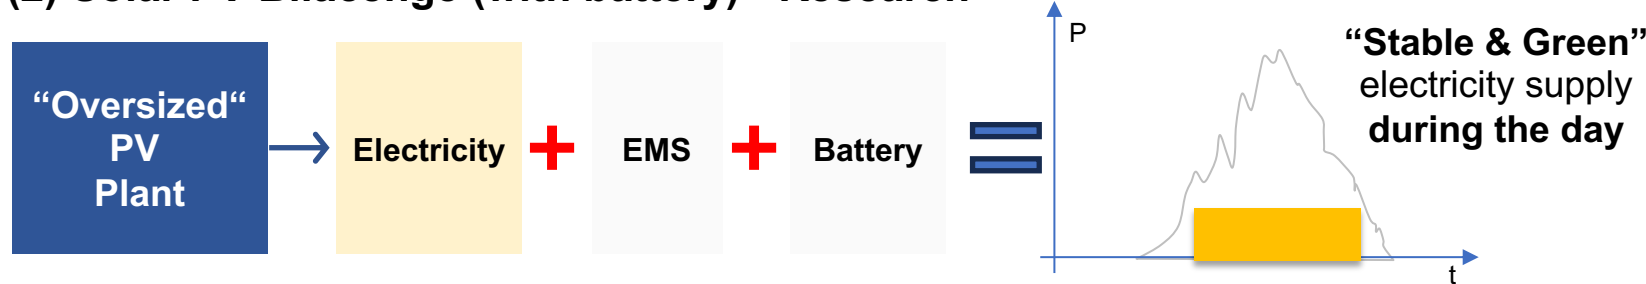 “Oversized“
PV
Plant
Electricity
EMS
Battery
P
t
“Stable & Green”
electricity supply
during the day